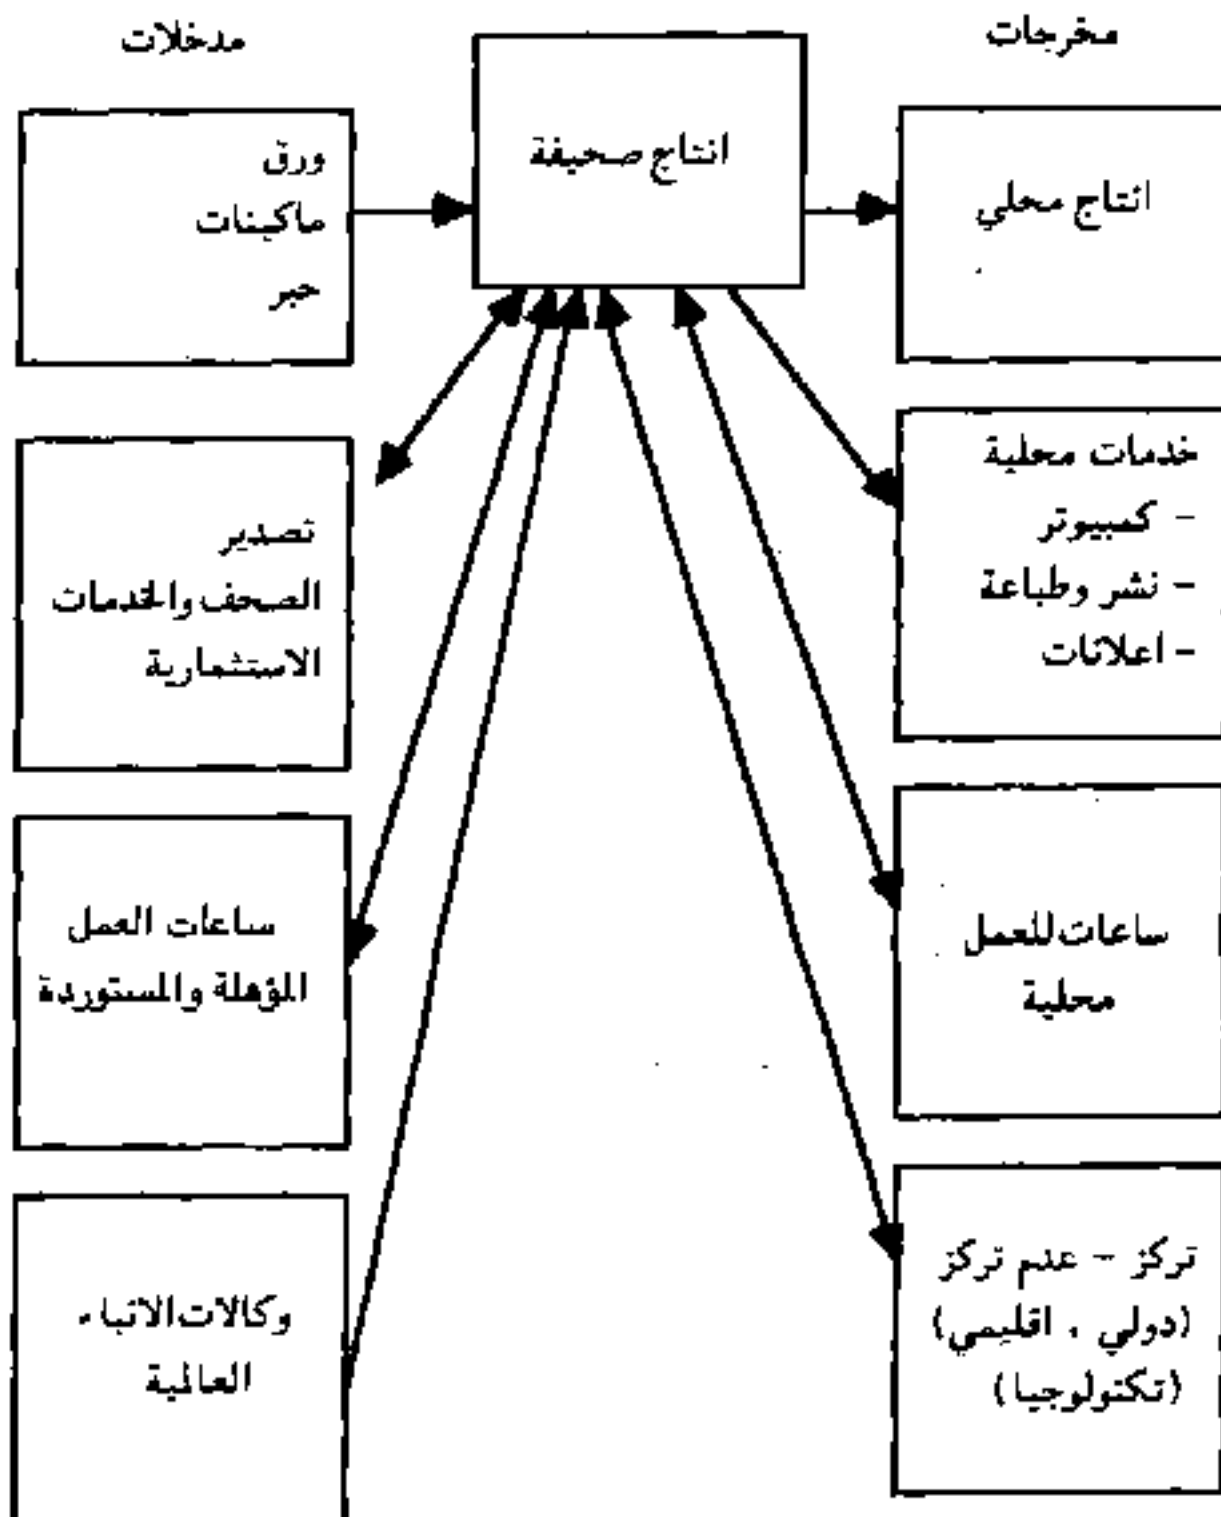 مخرجات
مدخلات
انتاج صحيفة
انتاج محلي
ورق
ماكينات
حبر
خدمات محلية
- كمبيوتر
- نشر وطباعة
- اعلانات
تصدير
الصحف والخدمات
الاستثمارية
ساعات للعمل
محلية
ساعات العمل
المؤهلة والمستوردة
تركز - عدم تركز
(دولي ، اقليمي)
(تكنولوجيا)
وكالات الانباء
العالمية